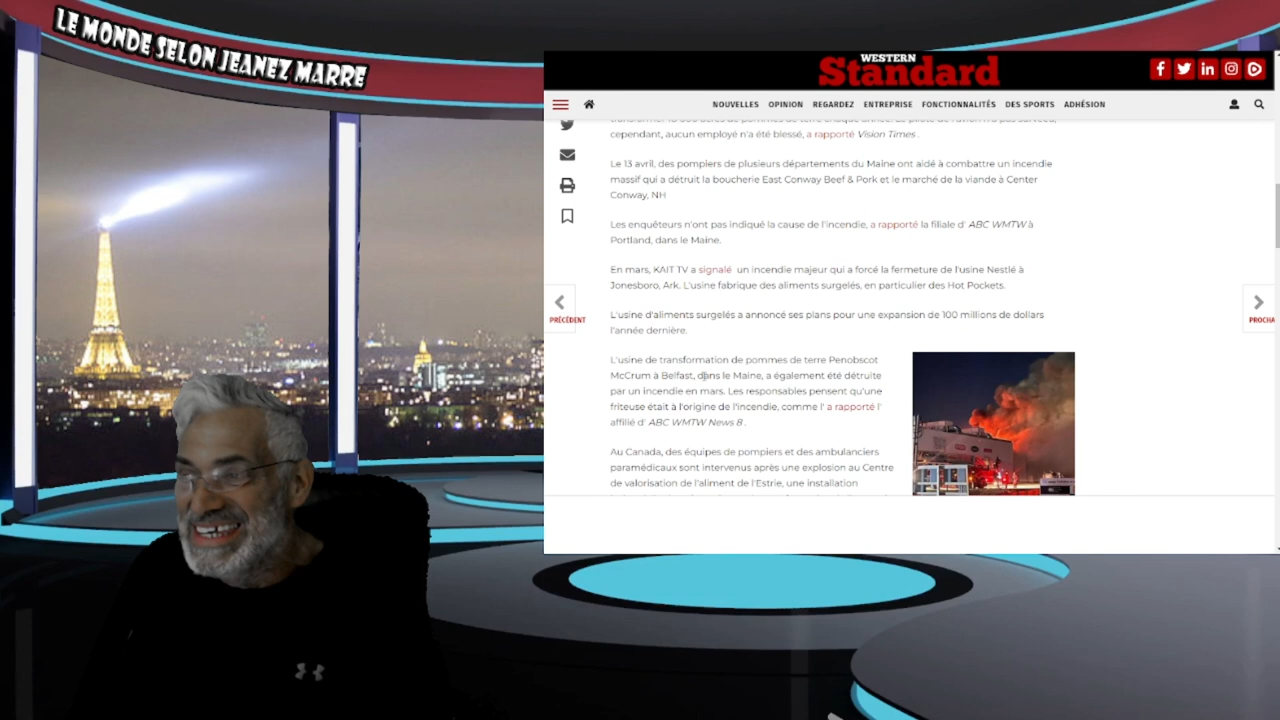 LE MONDE SELON JEANEZ MARRE
WESTERN
Standard
NOUVELLES OPINION REGARDEZ ENTREPRISE FONCTIONNALITÉS DES SPORTS ADHÉSION
cependant, aucun employé n'a été blessé, a rapporté Vision Times .
Le 13 avril, des pompiers de plusieurs départements du Maine ont aidé à combattre un incendie
massif qui a détruit la boucherie East Conway Beef & Pork et le marché de la viande à Center
Conway, NH
Les enquêteurs n'ont pas indiqué la cause de l'incendie, a rapporté la filiale d' ABC WMTW à
Portland, dans le Maine.
En mars, KAIT TV a signalé un incendie majeur qui a forcé la fermeture de l'usine Nestlé à
Jonesboro, Ark. L'usine fabrique des aliments surgelés, en particulier des Hot Pockets.
PRÉCÉDENT
PROCHA
L'usine d'aliments surgelés a annoncé ses plans pour une expansion de 100 millions de dollars
l'année dernière.
L'usine de transformation de pommes de terre Penobscot
McCrum à Belfast, dans le Maine, a également été détruite
par un incendie en mars. Les responsables pensent qu'une
friteuse était à l'origine de l'incendie, comme l' a rapporté l'
affilié d' ABC WMTW News 8 .
Au Canada, des équipes de pompiers et des ambulanciers
paramédicaux sont intervenus après une explosion au Centre
de valorisation de l'aliment de l'Estrie, une installation